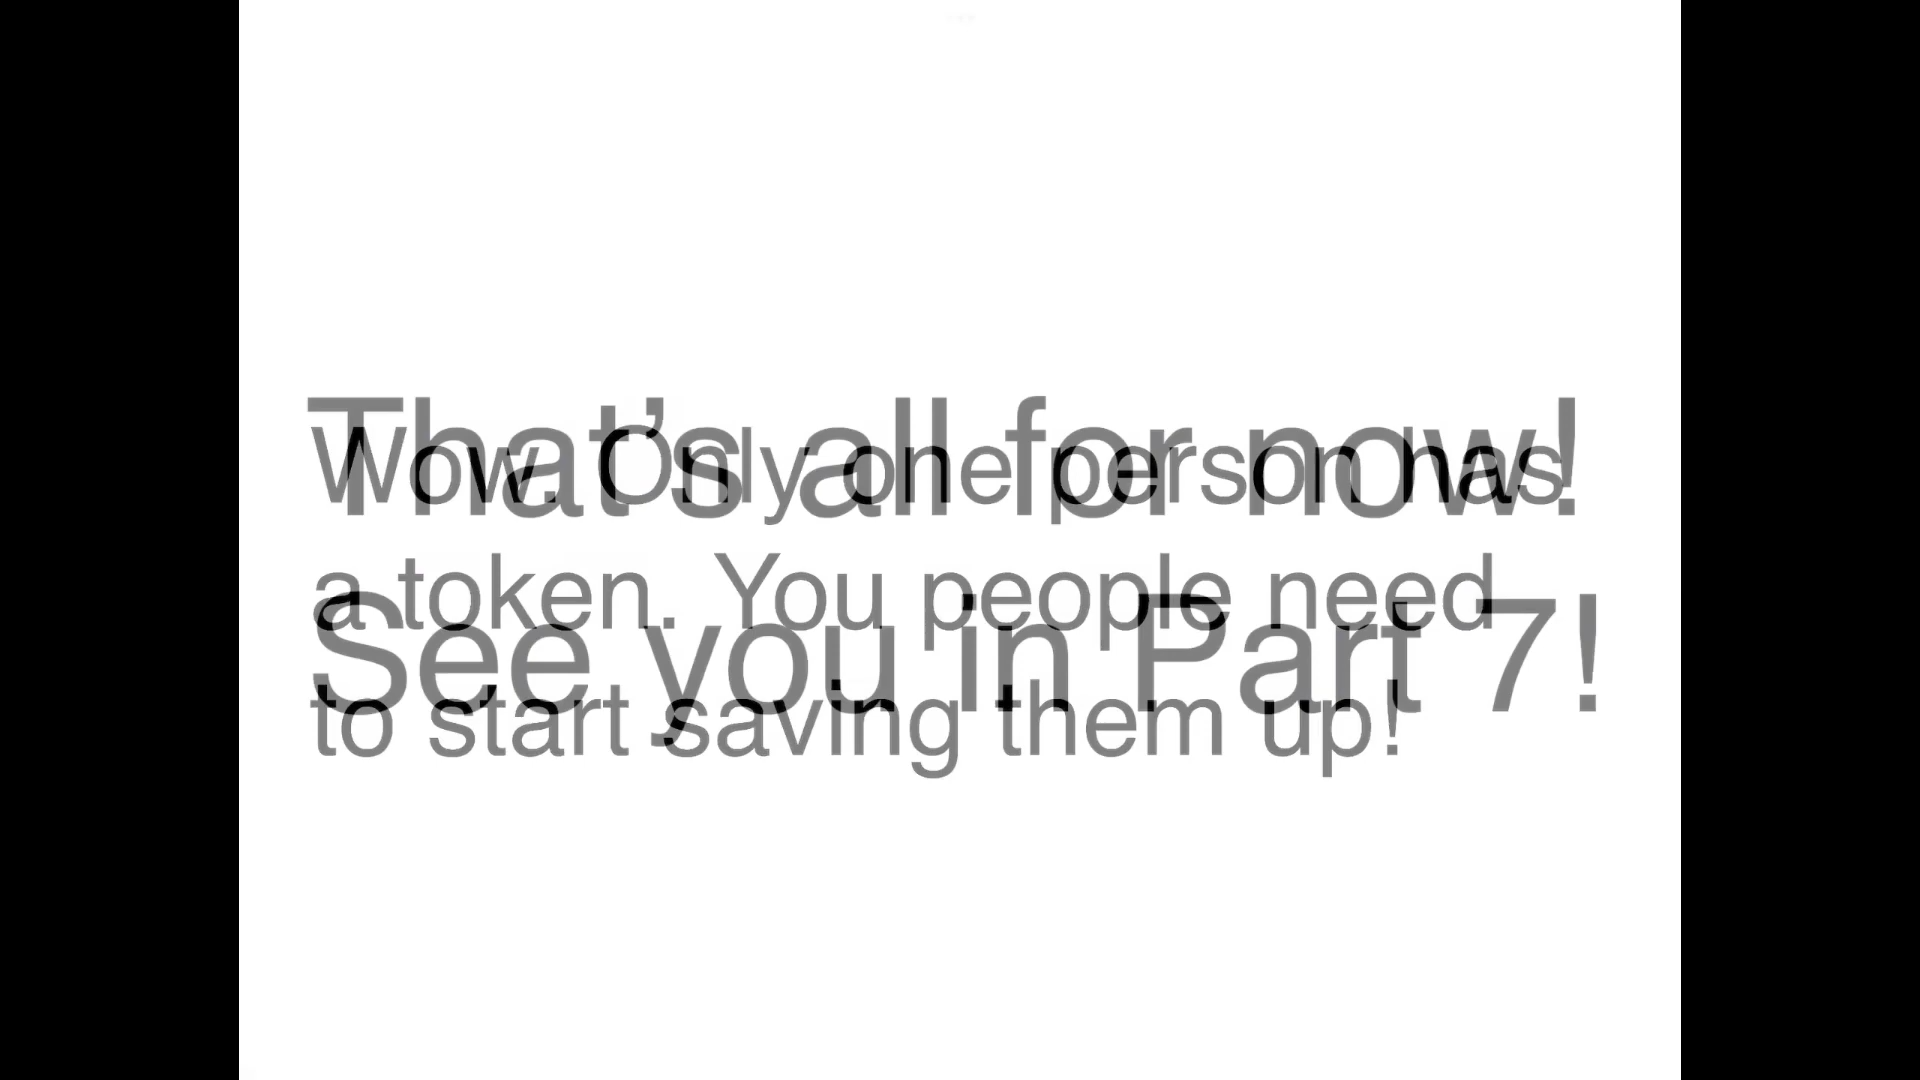 That’s all for now!
See you in Part 7!
Wow. Only one person has
a token. You people need
to start saving them up!